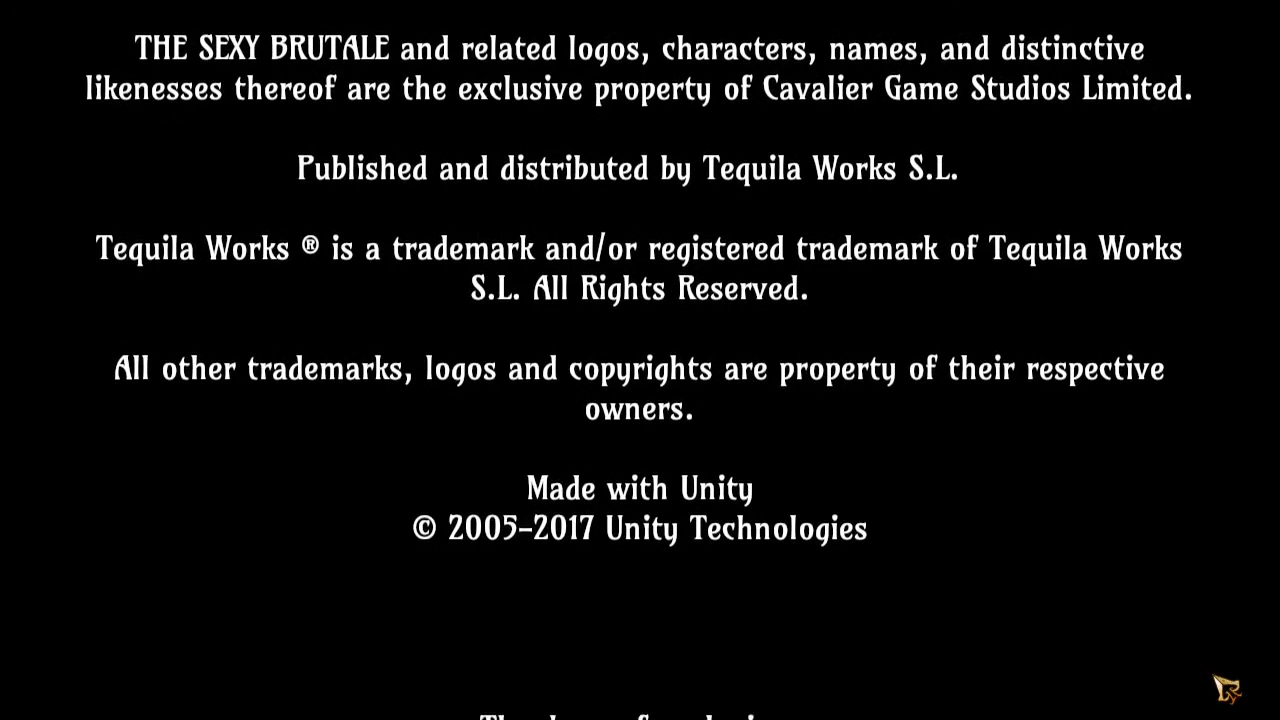 THE SEXY BRUTALE and related logos, characters, names, and distinctive
likenesses thereof are the exclusive property of Cavalier Game Studios Limited.
Published and distributed by Tequila Works S.L.
Tequila Works ® is a trademark and/or registered trademark of Tequila Works
S.L. All Rights Reserved.
All other trademarks, logos and copyrights are property of their respective
owners.
Made with Unity
© 2005-2017 Unity Technologies